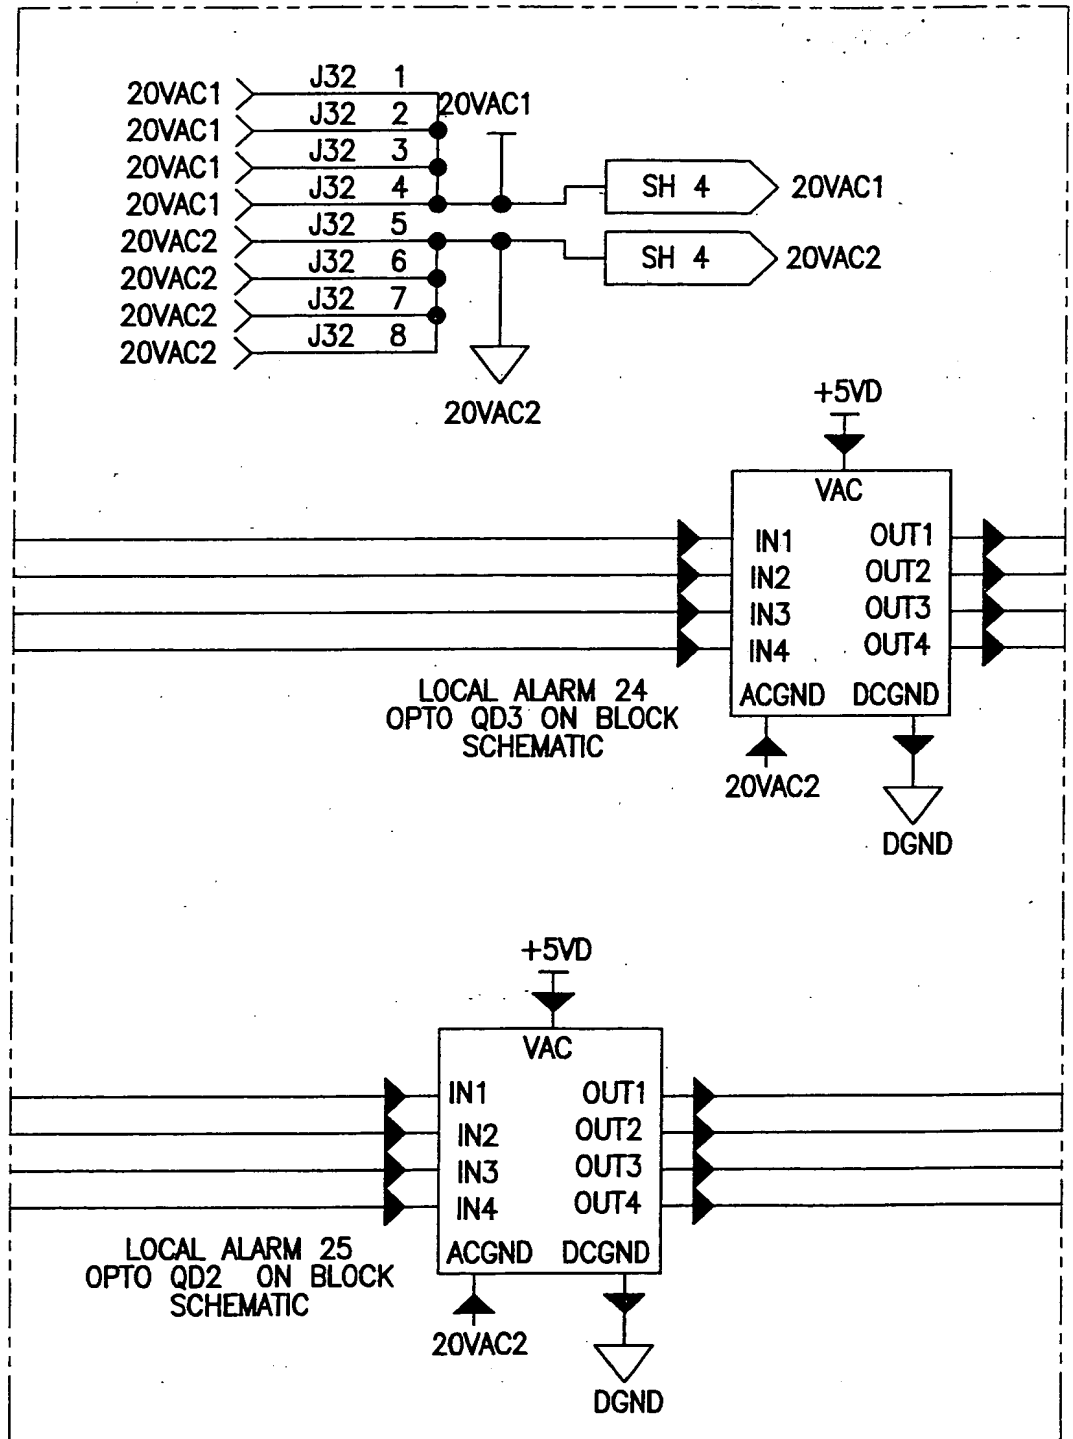 20VAC1 J32 1
20VAC1 J32 2
20VAC1 J32 3
20VAC1 J32 4
20VAC2 J32 5
20VAC2 J32 6
20VAC2 J32 7
20VAC2 J32 8
20VAC1
SH 4 20VAC1
SH 4 20VAC2
20VAC2
+5VD
VAC
IN1 OUT1
IN2 OUT2
IN3 OUT3
IN4 OUT4
ACGND DCGND
LOCAL ALARM 24
OPTO QD3 ON BLOCK
SCHEMATIC
20VAC2
DGND
+5VD
VAC
IN1 OUT1
IN2 OUT2
IN3 OUT3
IN4 OUT4
ACGND DCGND
LOCAL ALARM 25
OPTO QD2 ON BLOCK
SCHEMATIC
20VAC2
DGND